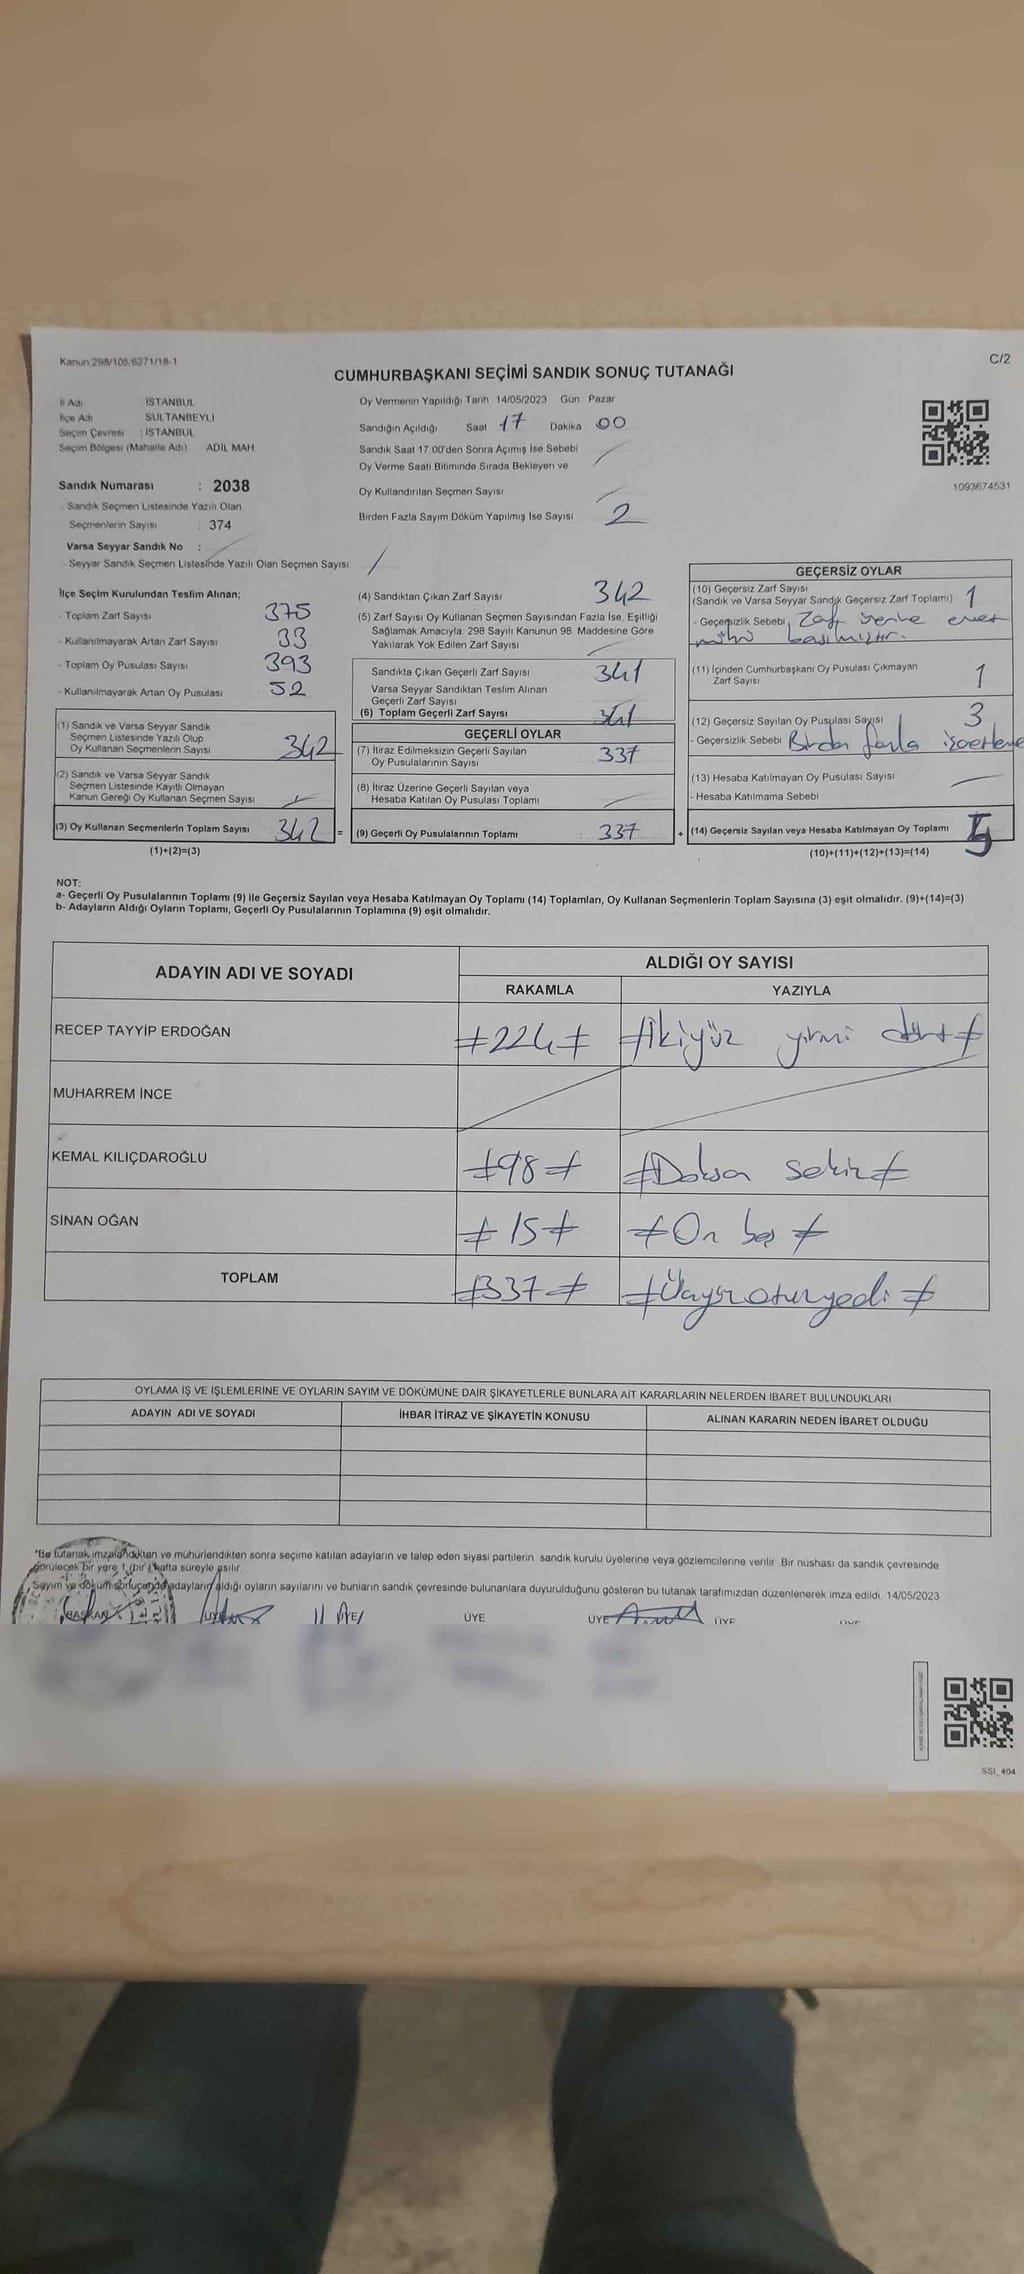 Kanun 298/105,6271/18-1
C/2
CUMHURBAŞKANI SEÇİMİ SANDIK SONUÇ TUTANAĞI
İl Adı : İSTANBUL
İlçe Adı : SULTANBEYLİ
Seçim Çevresi : İSTANBUL
Seçim Bölgesi (Mahalle Adı) ADİL MAH.
Sandık Numarası : 2038
- Sandık Seçmen Listesinde Yazılı Olan
Seçmenlerin Sayısı : 374
Varsa Seyyar Sandık No :
- Seyyar Sandık Seçmen Listesinde Yazılı Olan Seçmen Sayısı
Oy Vermenin Yapıldığı Tarih 14/05/2023 Gün Pazar
Sandığın Açıldığı Saat 17 Dakika 00
Sandık Saat 17.00'den Sonra Açılmış İse Sebebi
Oy Verme Saati Bitiminde Sırada Bekleyen ve
Oy Kullandırılan Seçmen Sayısı
Birden Fazla Sayım Döküm Yapılmış İse Sayısı 2
1093674531
İlçe Seçim Kurulundan Teslim Alınan;
- Toplam Zarf Sayısı 375
- Kullanılmayarak Artan Zarf Sayısı 33
- Toplam Oy Pusulası Sayısı 393
- Kullanılmayarak Artan Oy Pusulası 52
(1) Sandık ve Varsa Seyyar Sandık
Seçmen Listesinde Yazılı Olup
Oy Kullanan Seçmenlerin Sayısı 342
(2) Sandık ve Varsa Seyyar Sandık
Seçmen Listesinde Kayıtlı Olmayan
Kanun Gereği Oy Kullanan Seçmen Sayısı
(3) Oy Kullanan Seçmenlerin Toplam Sayısı 342 =
(1)+(2)=(3)
(4) Sandıktan Çıkan Zarf Sayısı 342
(5) Zarf Sayısı Oy Kullanan Seçmen Sayısından Fazla İse, Eşitliği
Sağlamak Amacıyla, 298 Sayılı Kanunun 98. Maddesine Göre
Yakılarak Yok Edilen Zarf Sayısı
Sandıkta Çıkan Geçerli Zarf Sayısı 341
Varsa Seyyar Sandıktan Teslim Alınan
Geçerli Zarf Sayısı
(6) Toplam Geçerli Zarf Sayısı 341
GEÇERLİ OYLAR
(7) İtiraz Edilmeksizin Geçerli Sayılan
Oy Pusulalarının Sayısı 337
(8) İtiraz Üzerine Geçerli Sayılan veya
Hesaba Katılan Oy Pusulası Toplamı
(9) Geçerli Oy Pusulalarının Toplamı 337 +
GEÇERSİZ OYLAR
(10) Geçersiz Zarf Sayısı
(Sandık ve Varsa Seyyar Sandık Geçersiz Zarf Toplamı) 1
- Geçersizlik Sebebi Zarf üerine evet
mührü basılmıştır.
(11) İçinden Cumhurbaşkanı Oy Pusulası Çıkmayan
Zarf Sayısı 1
(12) Geçersiz Sayılan Oy Pusulası Sayısı 3
- Geçersizlik Sebebi Birden fazla işaretleme
(13) Hesaba Katılmayan Oy Pusulası Sayısı
- Hesaba Katılmama Sebebi
(14) Geçersiz Sayılan veya Hesaba Katılmayan Oy Toplamı 5
(10)+(11)+(12)+(13)=(14)
NOT:
a- Geçerli Oy Pusulalarının Toplamı (9) ile Geçersiz Sayılan veya Hesaba Katılmayan Oy Toplamı (14) Toplamları, Oy Kullanan Seçmenlerin Toplam Sayısına (3) eşit olmalıdır. (9)+(14)=(3)
b- Adayların Aldığı Oyların Toplamı, Geçerli Oy Pusulalarının Toplamına (9) eşit olmalıdır.
ADAYIN ADI VE SOYADI
ALDIĞI OY SAYISI
RAKAMLA YAZIYLA
RECEP TAYYİP ERDOĞAN ≠224≠ ≠İkiyüz yirmi dört≠
MUHARREM İNCE
KEMAL KILIÇDAROĞLU ≠98≠ ≠Doksan sekiz≠
SİNAN OĞAN ≠15≠ ≠On beş≠
TOPLAM ≠337≠ ≠Üçyüzotuzyedi≠
OYLAMA İŞ VE İŞLEMLERİNE VE OYLARIN SAYIM VE DÖKÜMÜNE DAİR ŞİKAYETLERLE BUNLARA AİT KARARLARIN NELERDEN İBARET BULUNDUKLARI
ADAYIN ADI VE SOYADI İHBAR İTİRAZ VE ŞİKAYETİN KONUSU ALINAN KARARIN NEDEN İBARET OLDUĞU
*Bu tutanak imzalandıktan ve mühürlendikten sonra seçime katılan adayların ve talep eden siyasi partilerin sandık kurulu üyelerine veya gözlemcilerine verilir. Bir nüshası da sandık çevresinde
görülecek bir yere 1 (bir) hafta süreyle asılır.
Sayım ve döküm sonucunda adayların aldığı oyların sayılarını ve bunların sandık çevresinde bulunanlara duyurulduğunu gösteren bu tutanak tarafımızdan düzenlenerek imza edildi. 14/05/2023
BAŞKAN ÜYE ÜYE ÜYE ÜYE ÜYE ÜYE
SSI_404